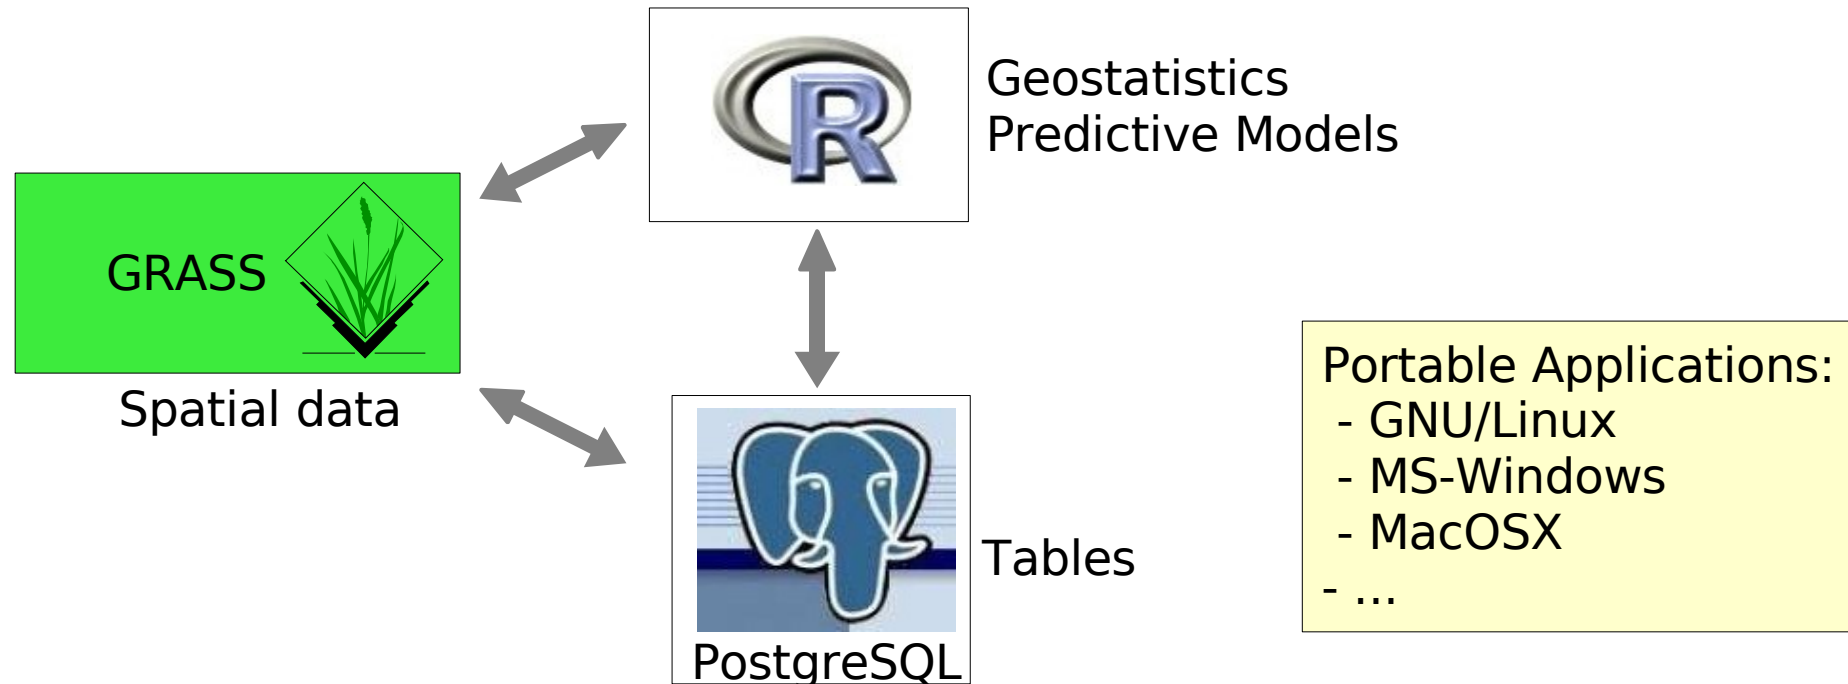 R
Geostatistics
Predictive Models
GRASS
Spatial data
Tables
PostgreSQL
Portable Applications:
- GNU/Linux
- MS-Windows
- MacOSX
- ...